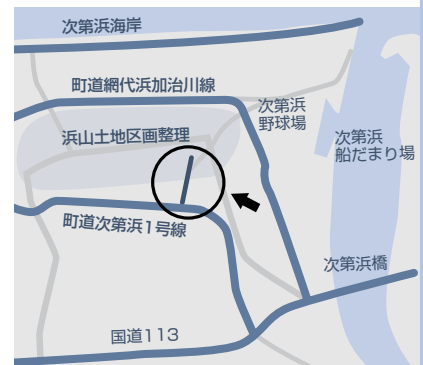 次第浜海岸
町道網代浜加治川線
次第浜
野球場
浜山土地区画整理
次第浜
船だまり場
町道次第浜1号線
次第浜橋
国道113